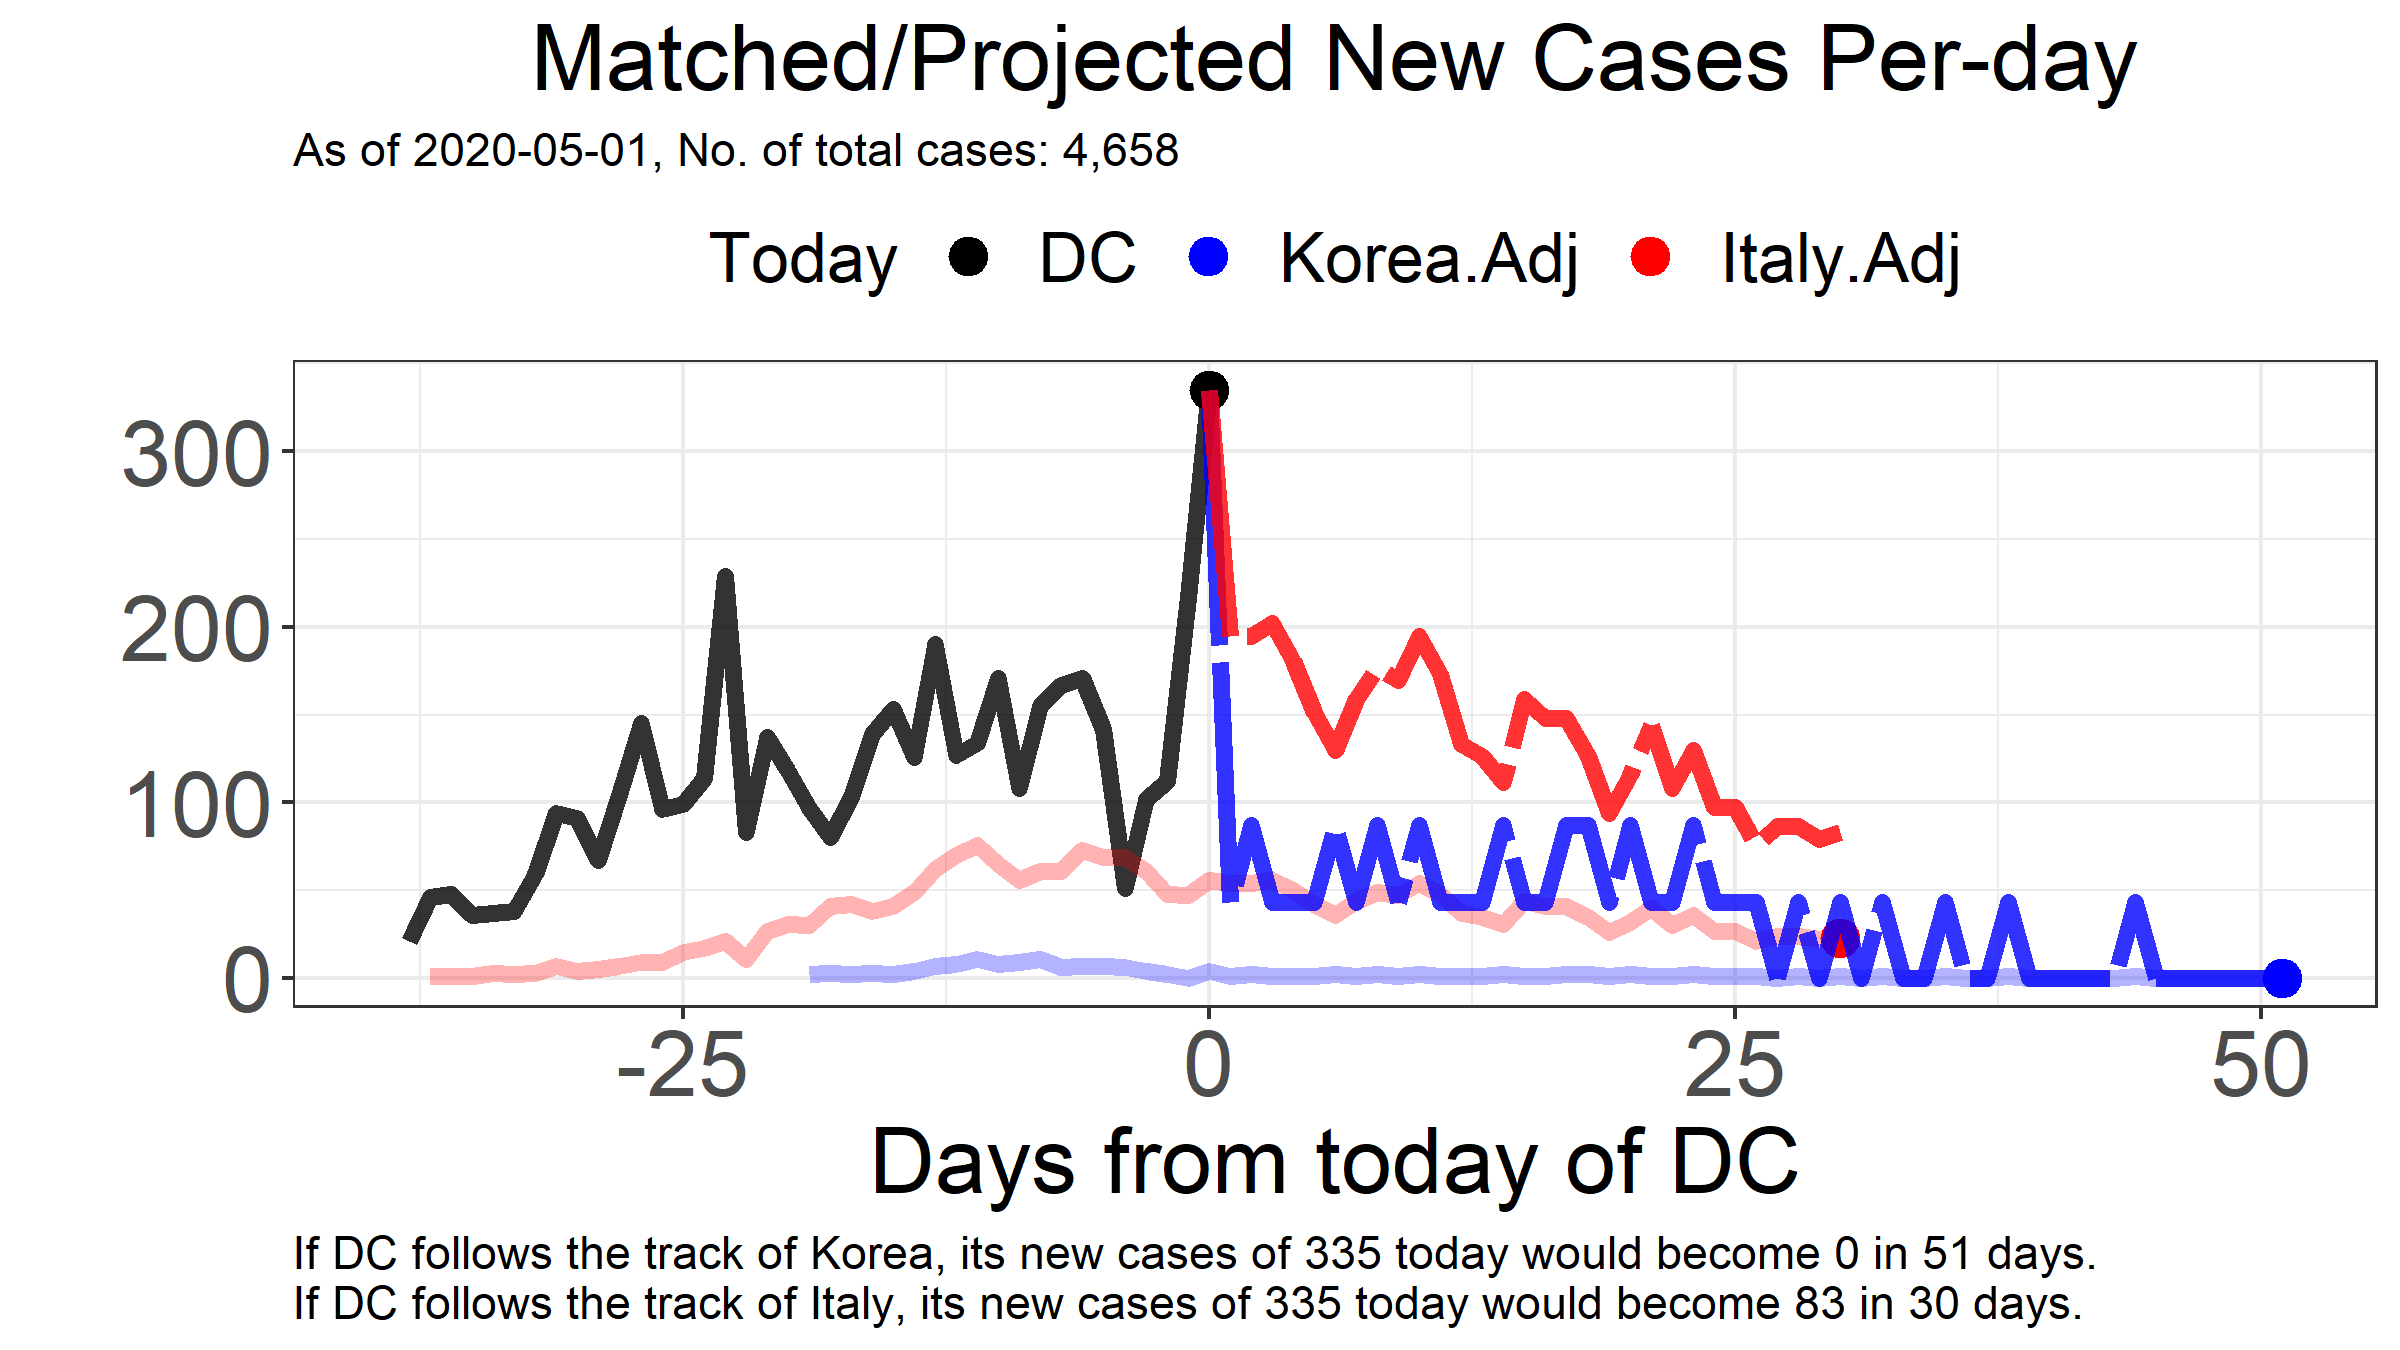 Matched/Projected New Cases Per-day
As of 2020-05-01, No. of total cases: 4,658
Today DC Korea.Adj Italy.Adj
300
200
100
0
-25 0 25 50
Days from today of DC
If DC follows the track of Korea, its new cases of 335 today would become 0 in 51 days.
If DC follows the track of Italy, its new cases of 335 today would become 83 in 30 days.